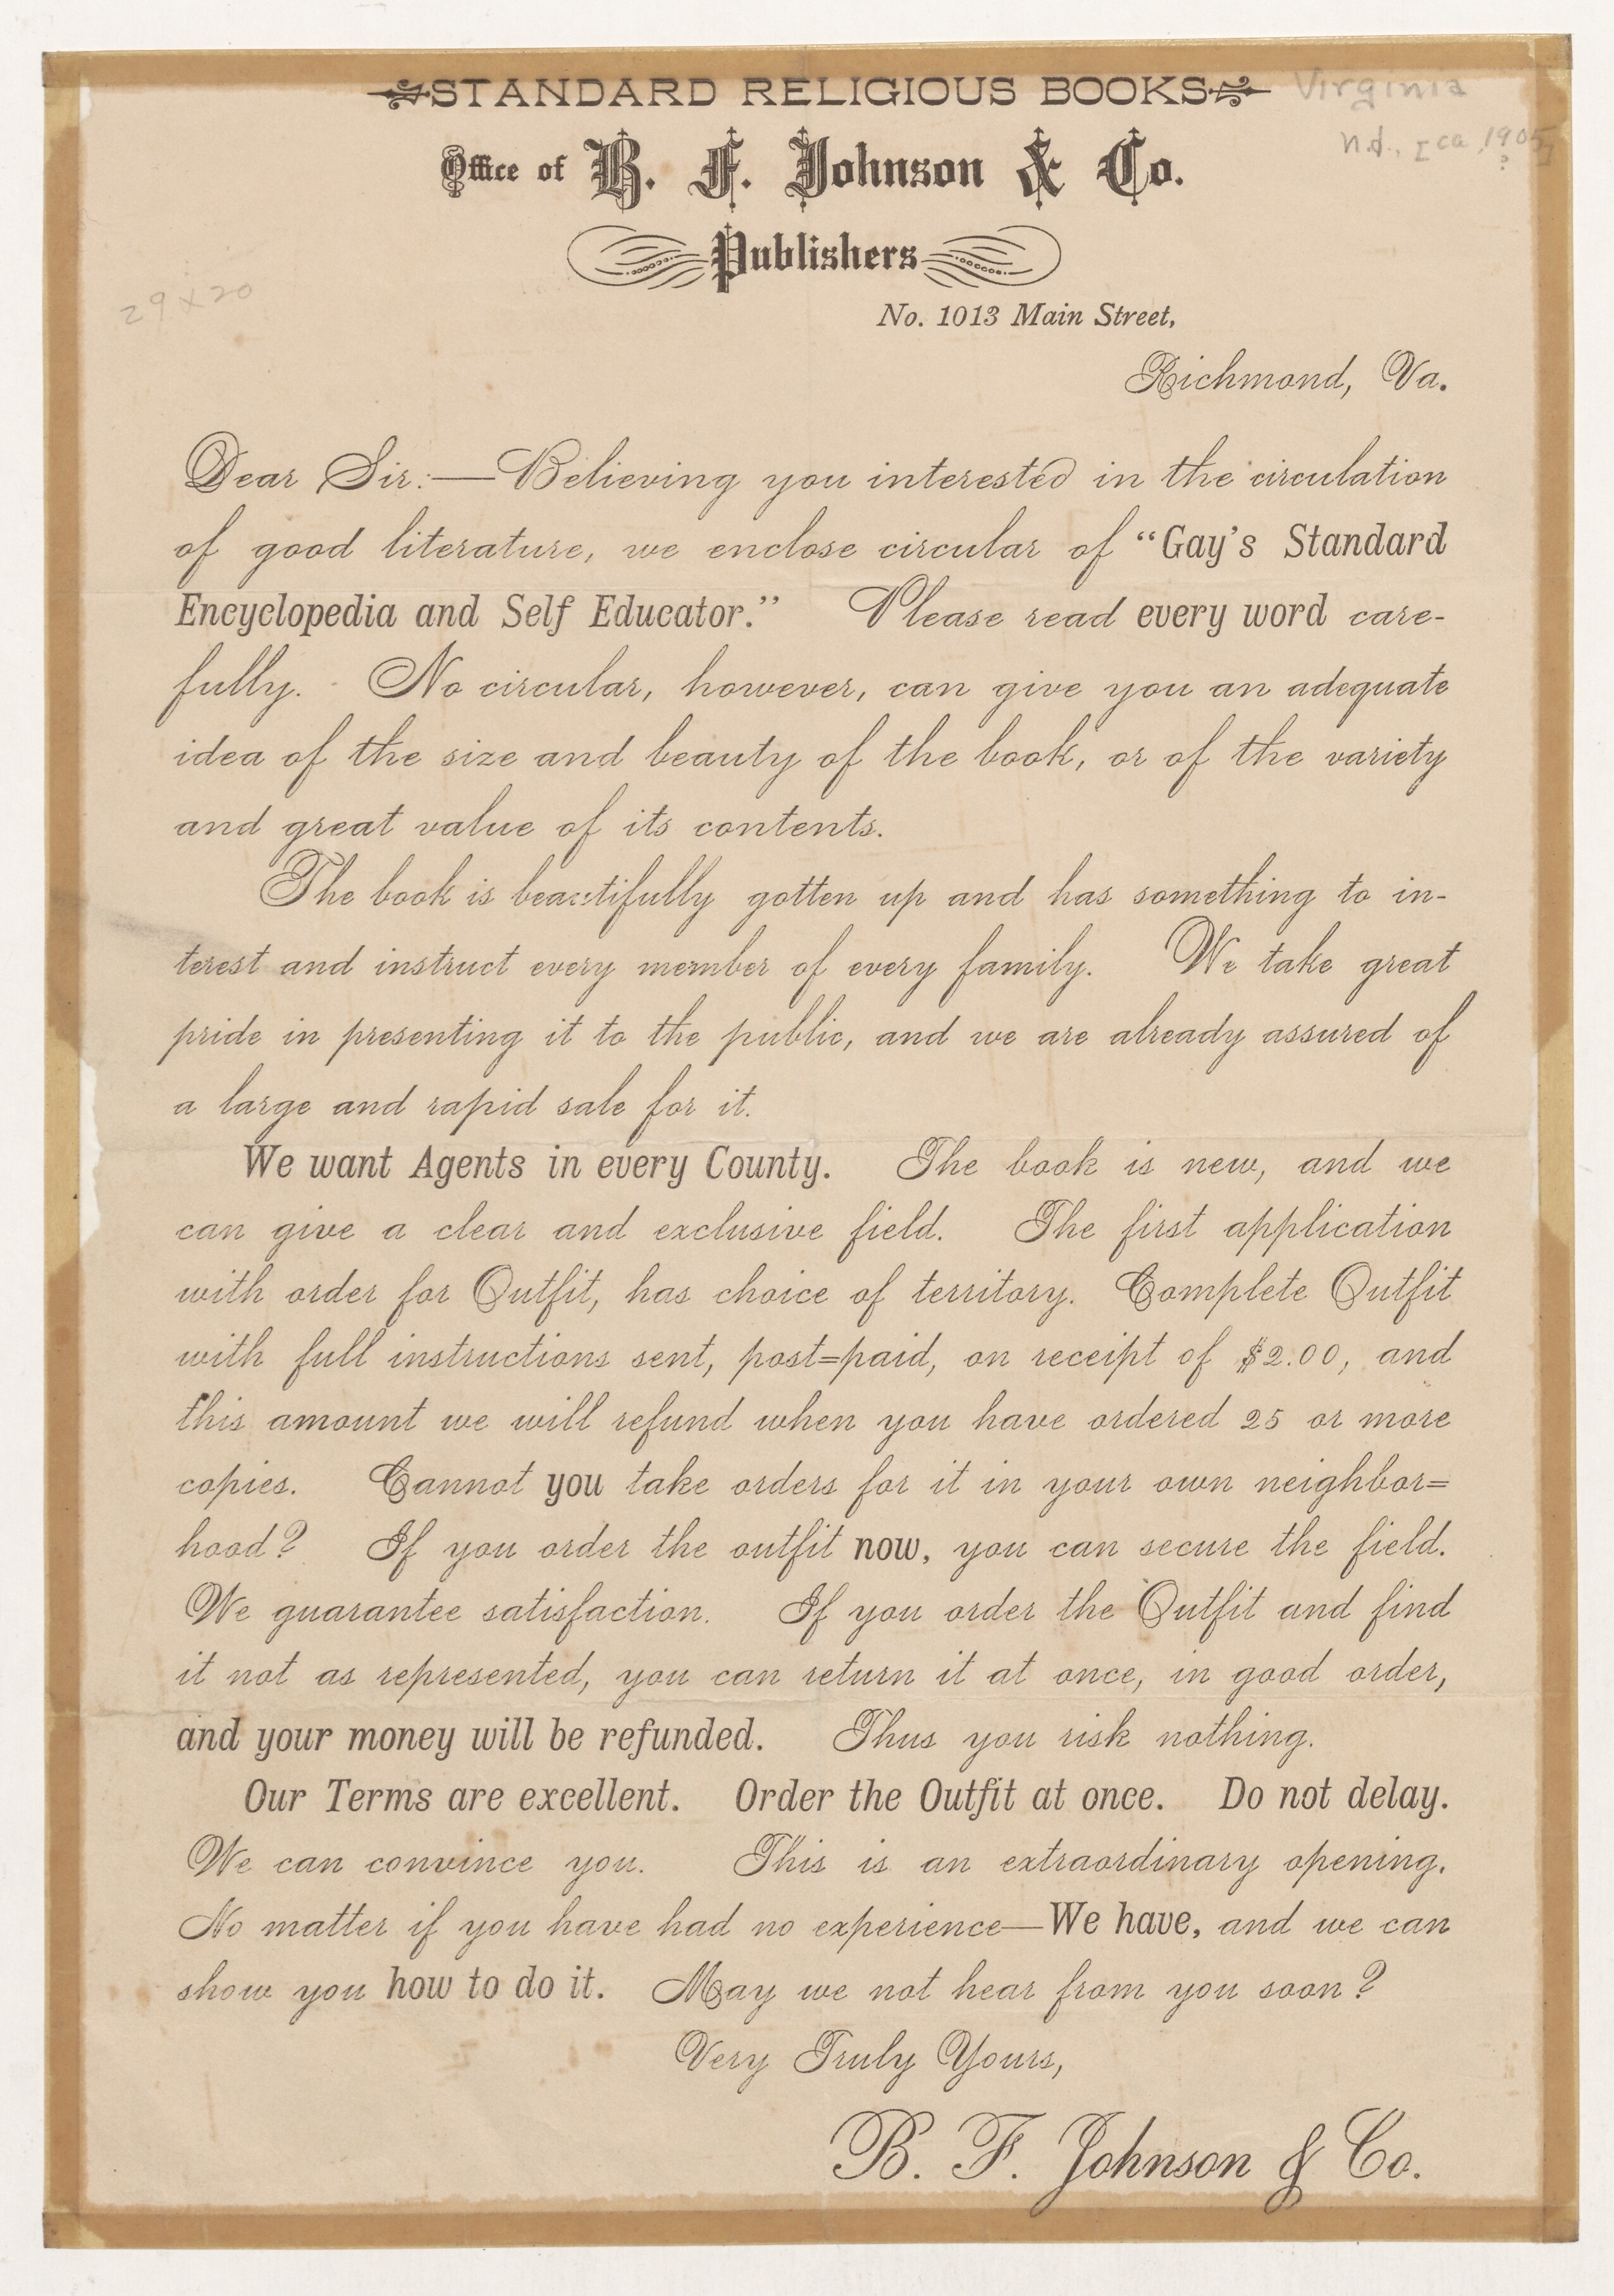 STANDARD RELIGIOUS BOOKS
Virginia
n.d., [ca 1905?]
Office of B. F. Johnson & Co.
Publishers
29 x 20
No. 1013 Main Street,
Richmond, Va.
Dear Sir:—Believing you interested in the circulation
of good literature, we enclose circular of “Gay’s Standard
Encyclopedia and Self Educator.” Please read every word care-
fully. No circular, however, can give you an adequate
idea of the size and beauty of the book, or of the variety
and great value of its contents.
The book is beautifully gotten up and has something to in-
terest and instruct every member of every family. We take great
pride in presenting it to the public, and we are already assured of
a large and rapid sale for it.
We want Agents in every County. The book is new, and we
can give a clear and exclusive field. The first application
with order for Outfit, has choice of territory. Complete Outfit
with full instructions sent, post=paid, on receipt of $2.00, and
this amount we will refund when you have ordered 25 or more
copies. Cannot you take orders for it in your own neighbor=
hood? If you order the outfit now, you can secure the field.
We guarantee satisfaction. If you order the Outfit and find
it not as represented, you can return it at once, in good order,
and your money will be refunded. Thus you risk nothing.
Our Terms are excellent. Order the Outfit at once. Do not delay.
We can convince you. This is an extraordinary opening.
No matter if you have had no experience—We have, and we can
show you how to do it. May we not hear from you soon?
Very Truly Yours,
B. F. Johnson & Co.